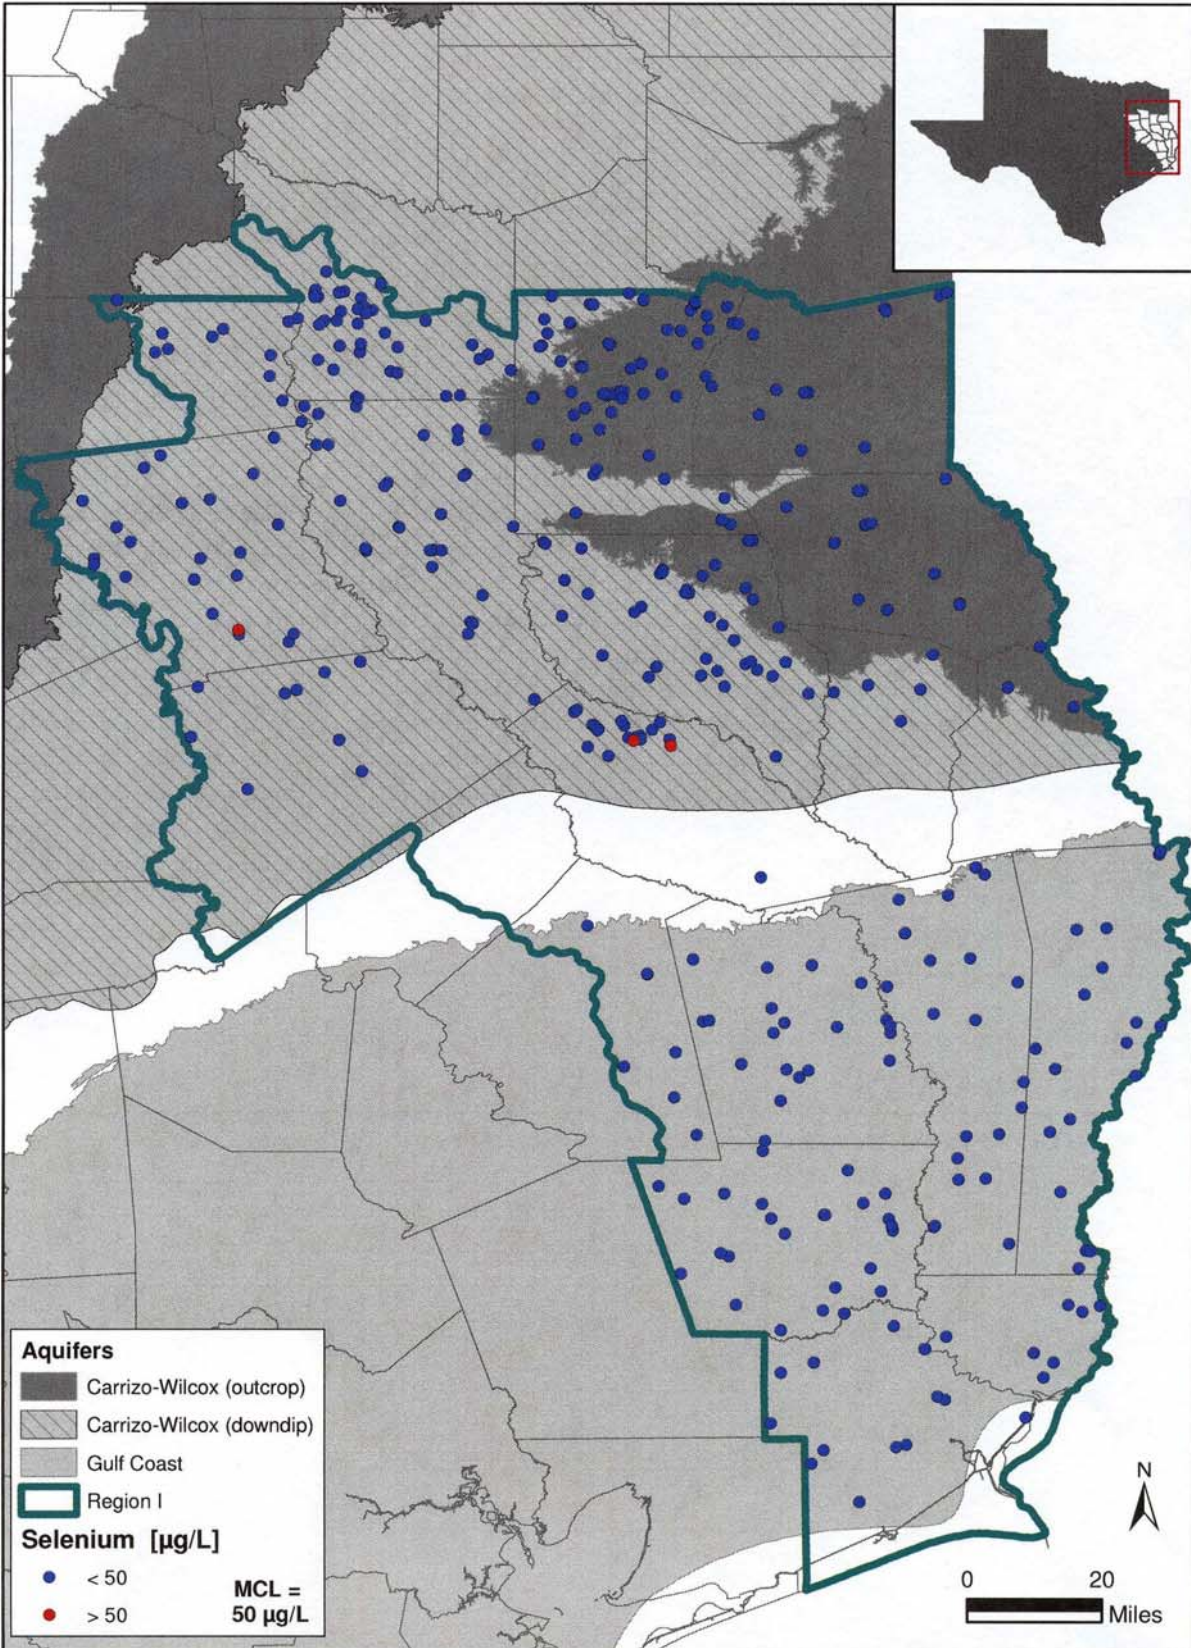 N
0 20
Miles
Aquifers
Carrizo-Wilcox (outcrop)
Carrizo-Wilcox (downdip)
Gulf Coast
Region I
Selenium [µg/L]
< 50
> 50
MCL =
50 µg/L